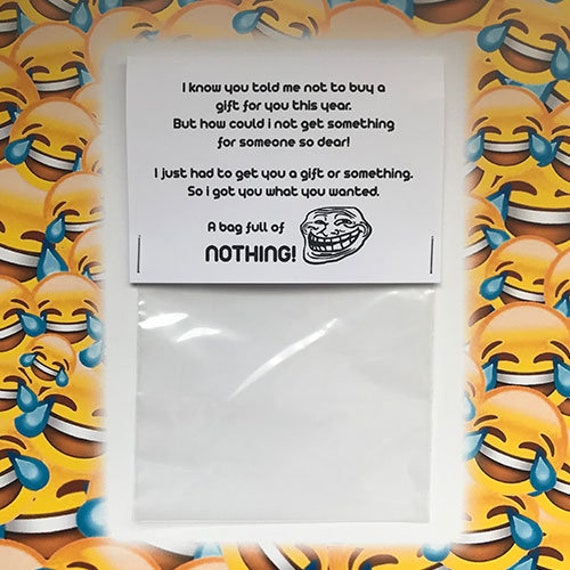 I know you told me not to buy a
gift for you this year.
But how could i not get something
for someone so dear!
I just had to get you a gift or something.
So i got you what you wanted.
A bag full of
NOTHING!